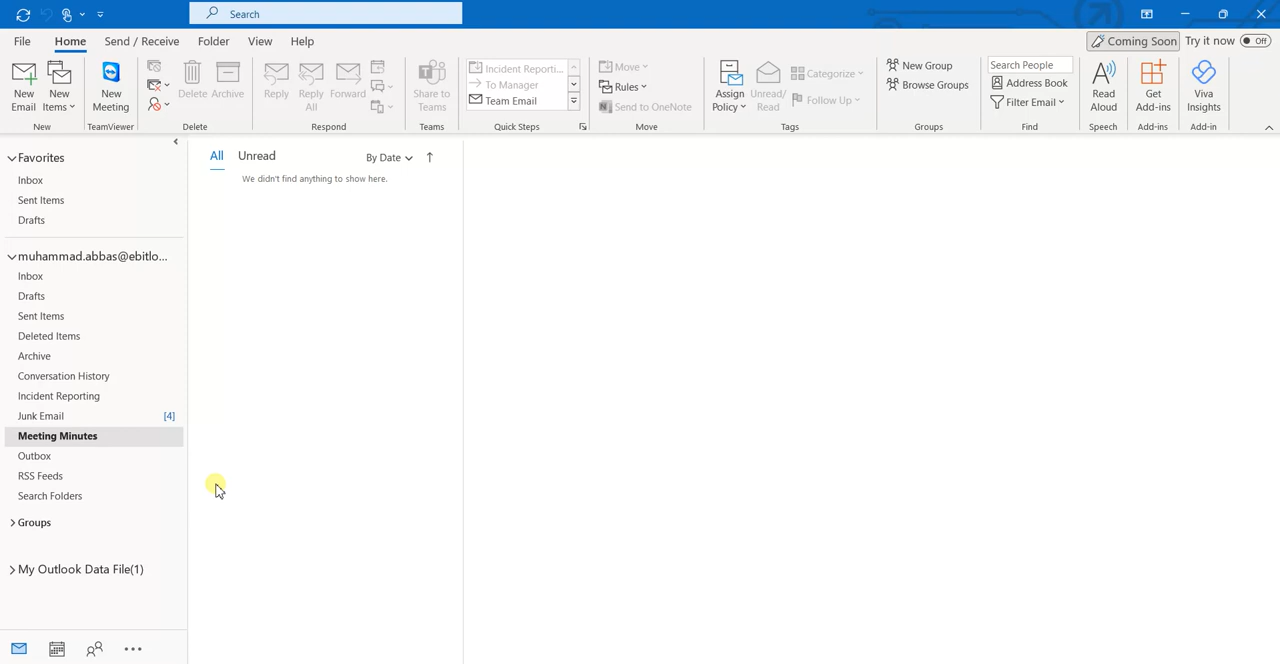 Search
File
Home
Send / Receive
Folder
View
Help
Coming Soon
Try it now
Off
New
Email
New
Items
New
New
Meeting
TeamViewer
Delete
Archive
Delete
Reply
Reply
All
Forward
Respond
Share to
Teams
Teams
Incident Reporti...
To Manager
Team Email
Quick Steps
Move
Rules
Send to OneNote
Move
Assign
Policy
Unread/
Read
Categorize
Follow Up
Tags
New Group
Browse Groups
Groups
Search People
Address Book
Filter Email
Find
Read
Aloud
Speech
Get
Add-ins
Add-ins
Viva
Insights
Add-in
Favorites
Inbox
Sent Items
Drafts
muhammad.abbas@ebitlo...
Inbox
Drafts
Sent Items
Deleted Items
Archive
Conversation History
Incident Reporting
Junk Email [4]
Meeting Minutes
Outbox
RSS Feeds
Search Folders
Groups
My Outlook Data File(1)
All
Unread
By Date
We didn't find anything to show here.